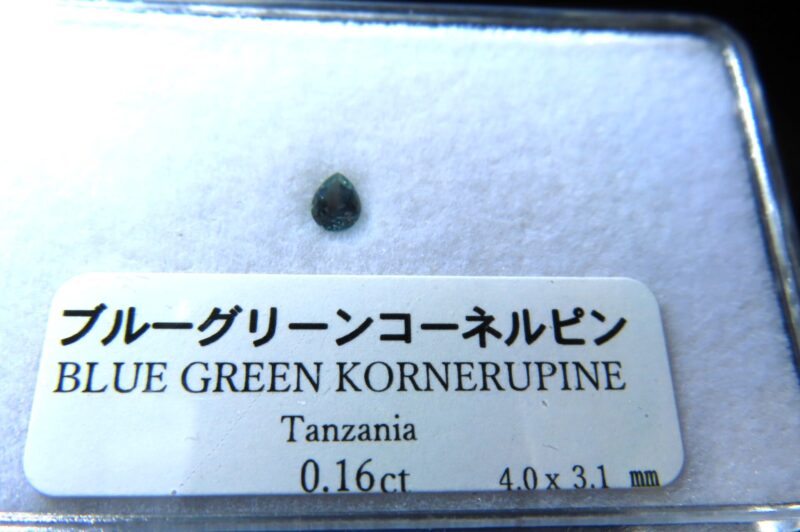 ブルーグリーンコーネルピン
BLUE GREEN KORNERUPINE
Tanzania
0.16ct 4.0 x 3.1 mm